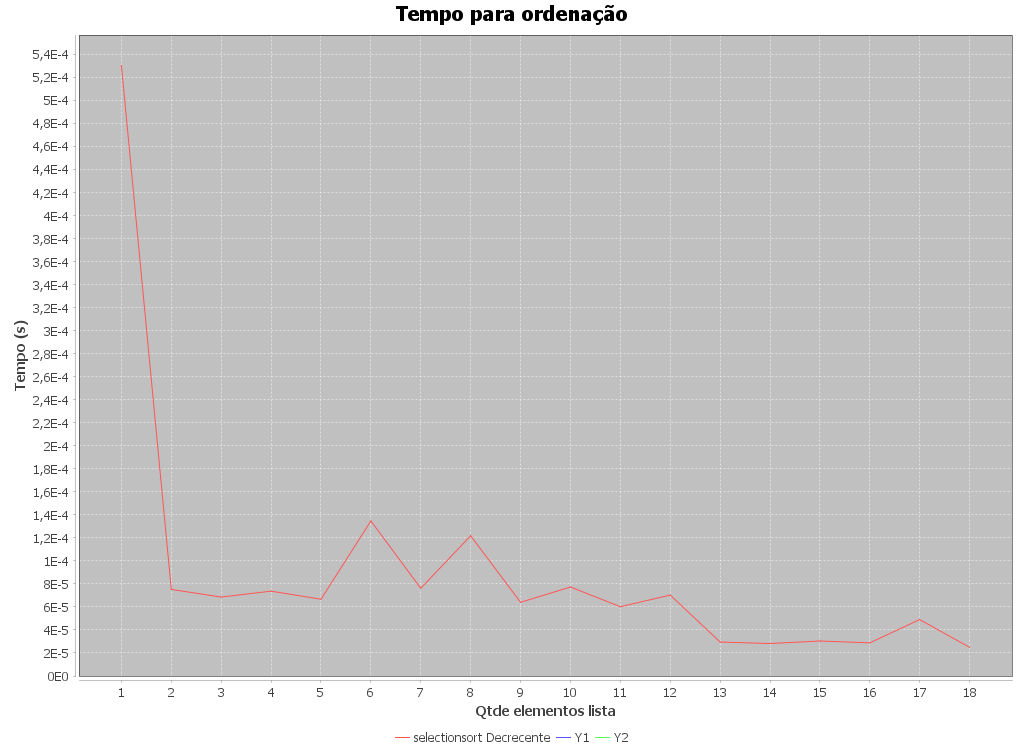 Tempo para ordenação
5,4E-4
5,2E-4
5E-4
4,8E-4
4,6E-4
4,4E-4
4,2E-4
4E-4
3,8E-4
3,6E-4
3,4E-4
3,2E-4
3E-4
2,8E-4
2,6E-4
2,4E-4
2,2E-4
2E-4
1,8E-4
1,6E-4
1,4E-4
1,2E-4
1E-4
8E-5
6E-5
4E-5
2E-5
0E0
Tempo (s)
1 2 3 4 5 6 7 8 9 10 11 12 13 14 15 16 17 18
Qtde elementos lista
selectionsort Decrecente Y1 Y2